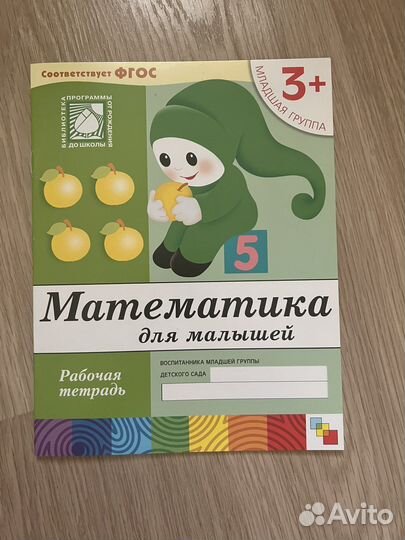 Соответствует ФГОС
3+
МЛАДШАЯ ГРУППА
БИБЛИОТЕКА
ПРОГРАММЫ
ОТ РОЖДЕНИЯ
ДО ШКОЛЫ
5
Математика
для малышей
Рабочая
тетрадь
ВОСПИТАННИКА МЛАДШЕЙ ГРУППЫ
ДЕТСКОГО САДА
Avito